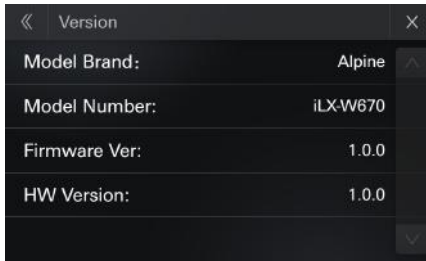 Version
Model Brand: Alpine
Model Number: iLX-W670
Firmware Ver: 1.0.0
HW Version: 1.0.0